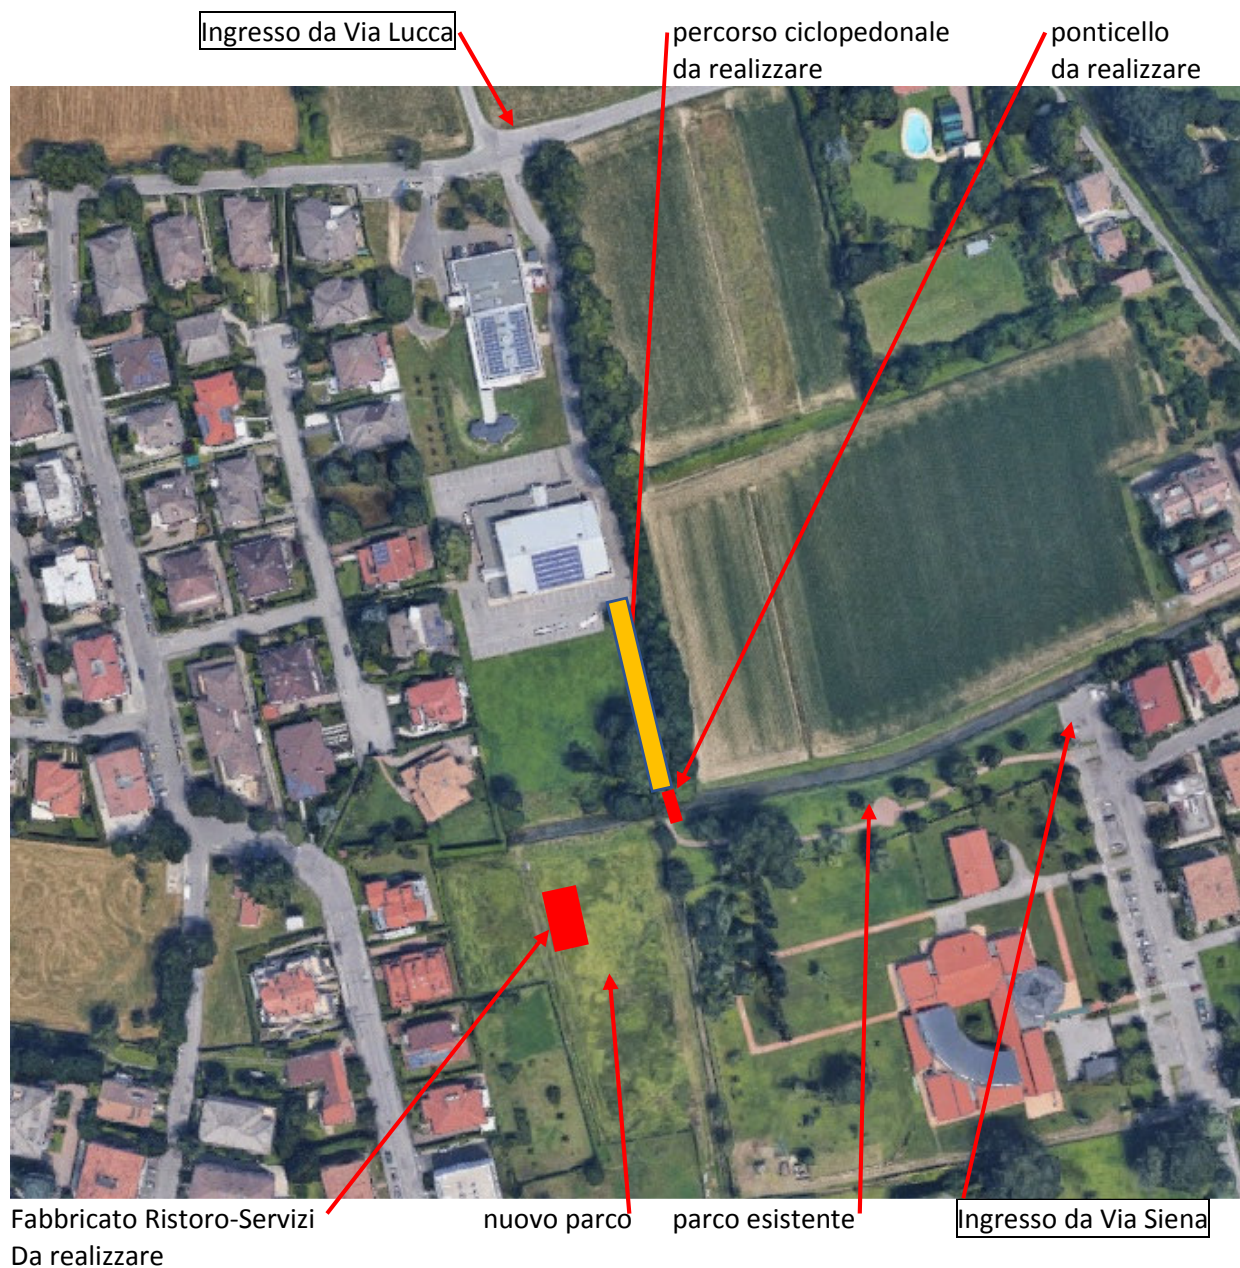 Ingresso da Via Lucca
percorso ciclopedonale
da realizzare
ponticello
da realizzare
Fabbricato Ristoro-Servizi
Da realizzare
nuovo parco
parco esistente
Ingresso da Via Siena